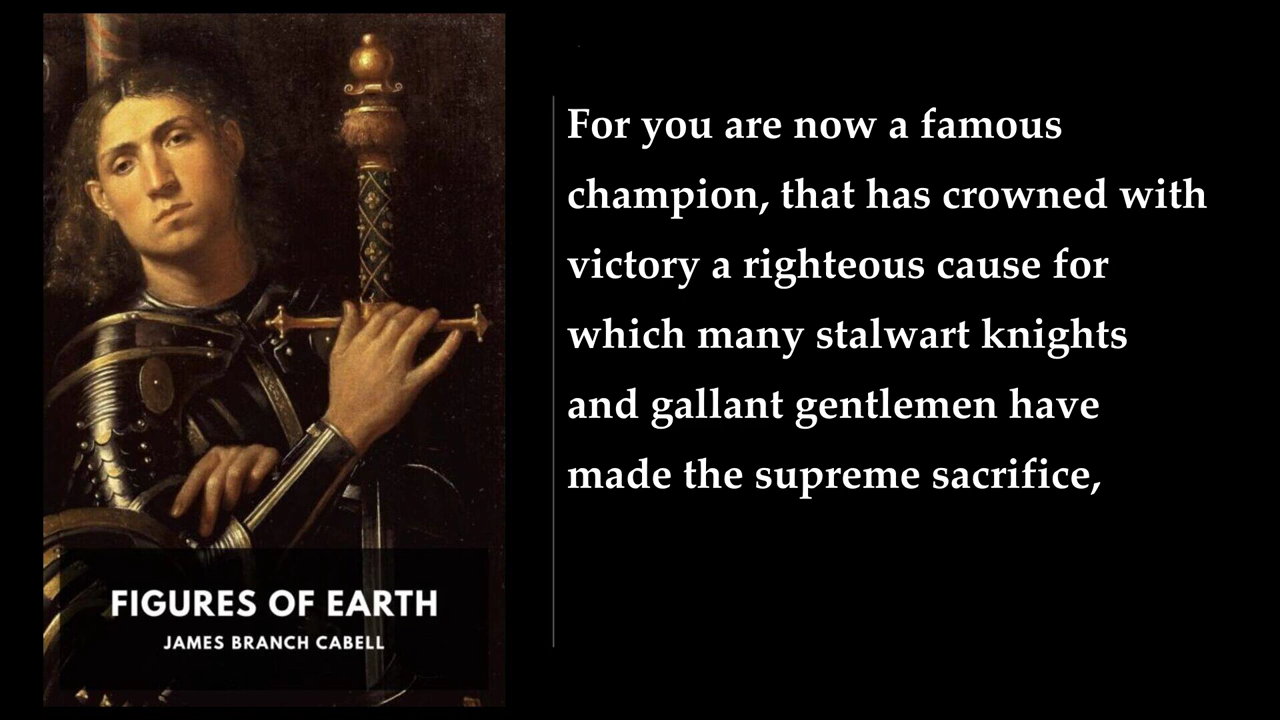 FIGURES OF EARTH
JAMES BRANCH CABELL
For you are now a famous
champion, that has crowned with
victory a righteous cause for
which many stalwart knights
and gallant gentlemen have
made the supreme sacrifice,